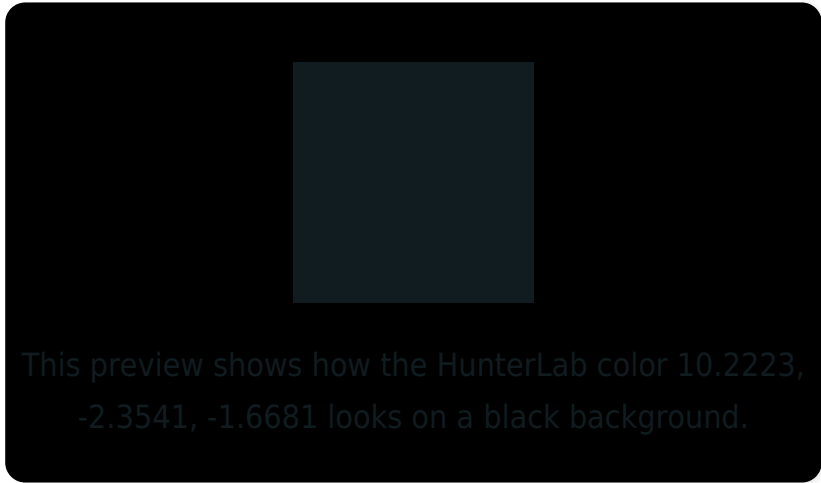 This preview shows how the HunterLab color 10.2223,
-2.3541, -1.6681 looks on a black background.